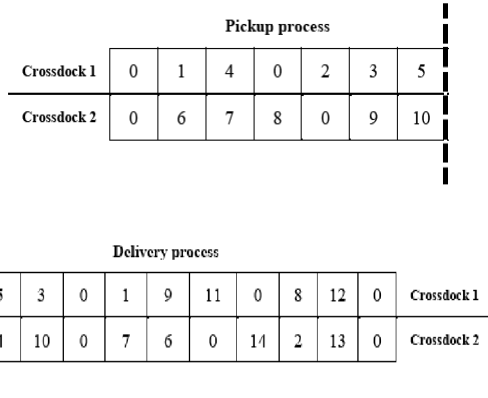 Pickup process
Crossdock 1 0 1 4 0 2 3 5
Crossdock 2 0 6 7 8 0 9 10
Delivery process
3 0 1 9 11 0 8 12 0 Crossdock 1
10 0 7 6 0 14 2 13 0 Crossdock 2